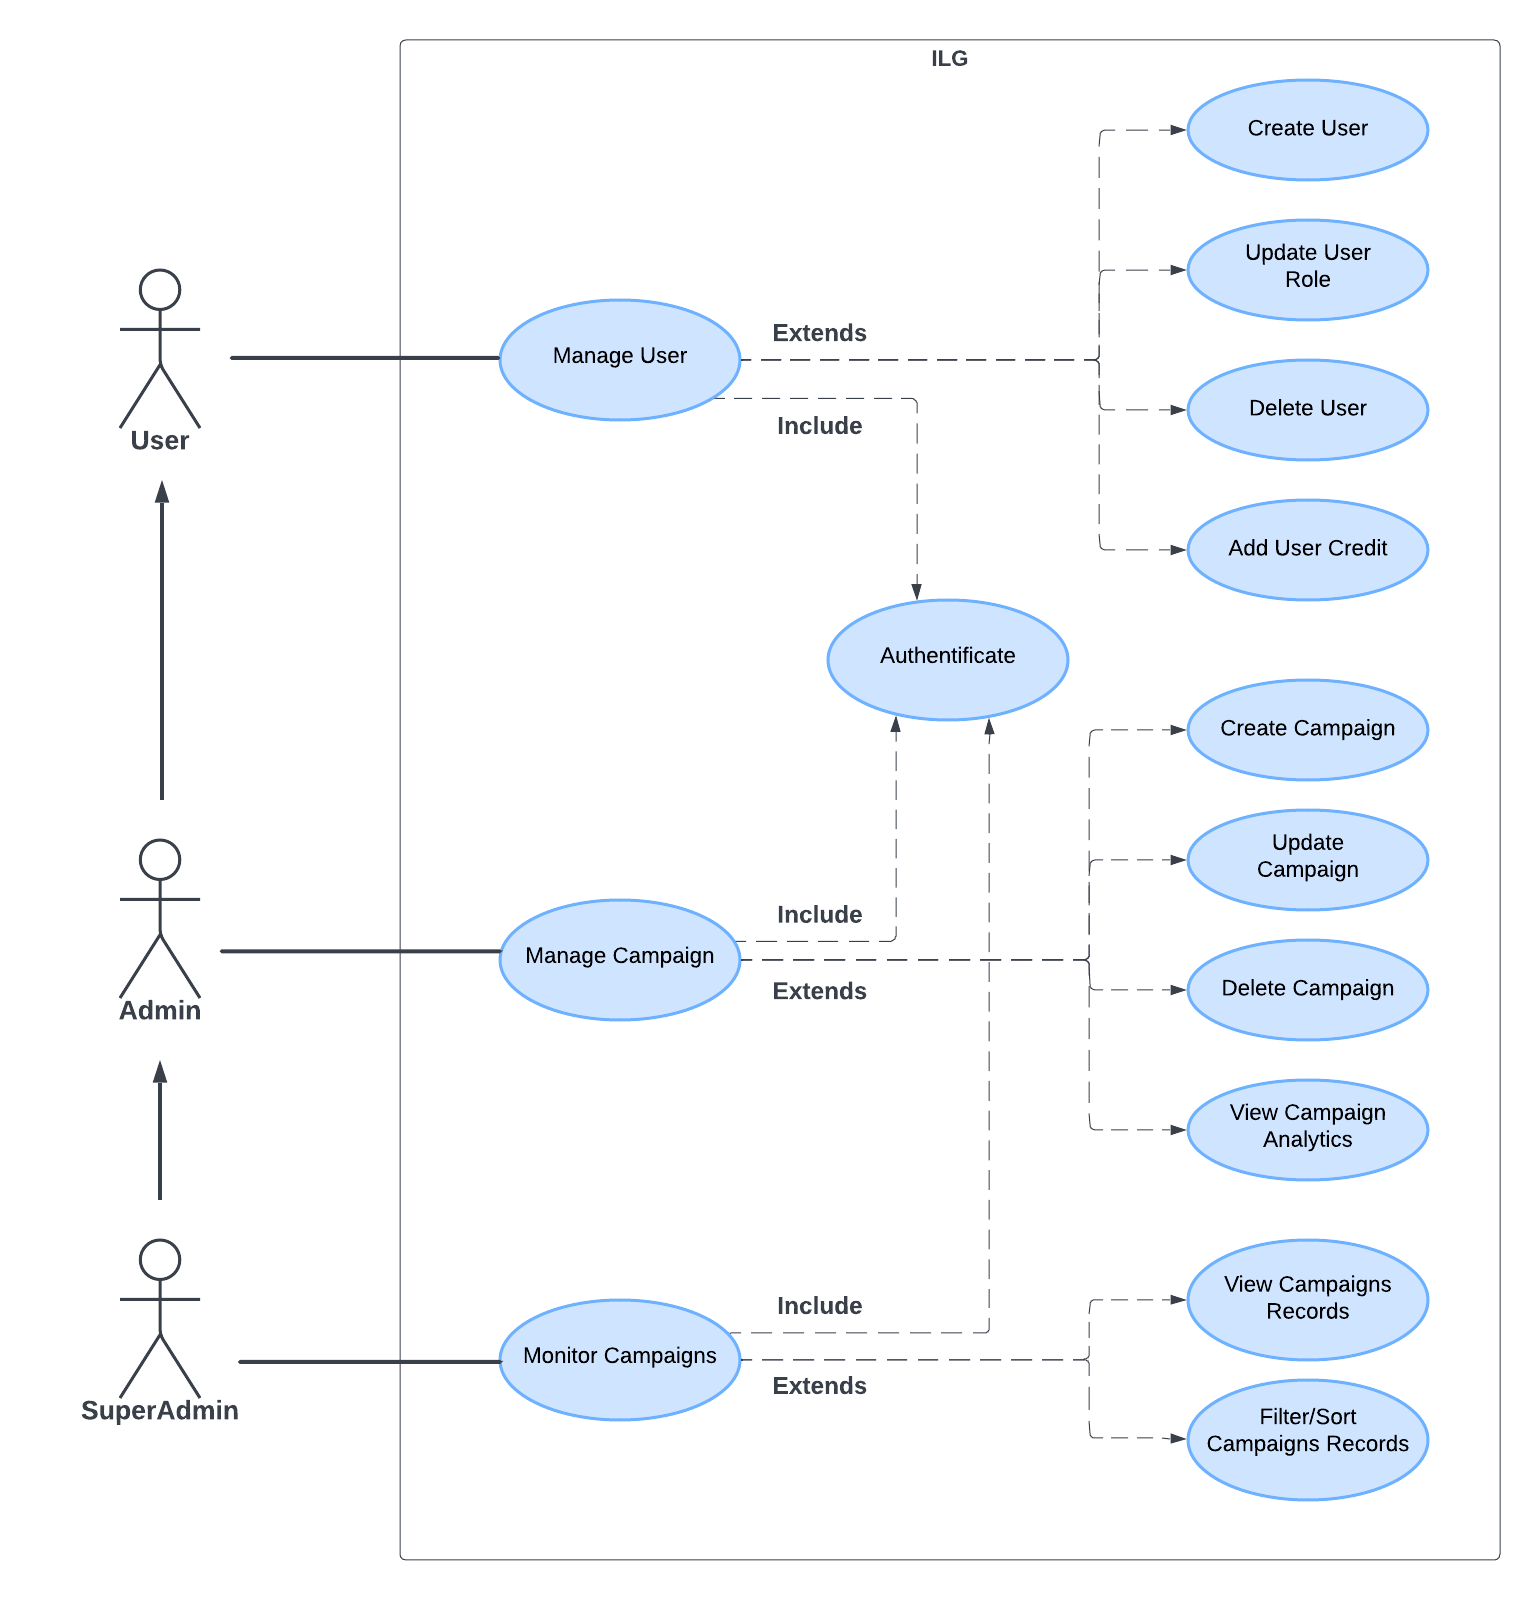 ILG
Create User
Update User
Role
Extends
Manage User
Delete User
Include
User
Add User Credit
Authentificate
Create Campaign
Update
Campaign
Include
Manage Campaign
Extends
Delete Campaign
Admin
View Campaign
Analytics
View Campaigns
Records
Include
Monitor Campaigns
Extends
SuperAdmin
Filter/Sort
Campaigns Records